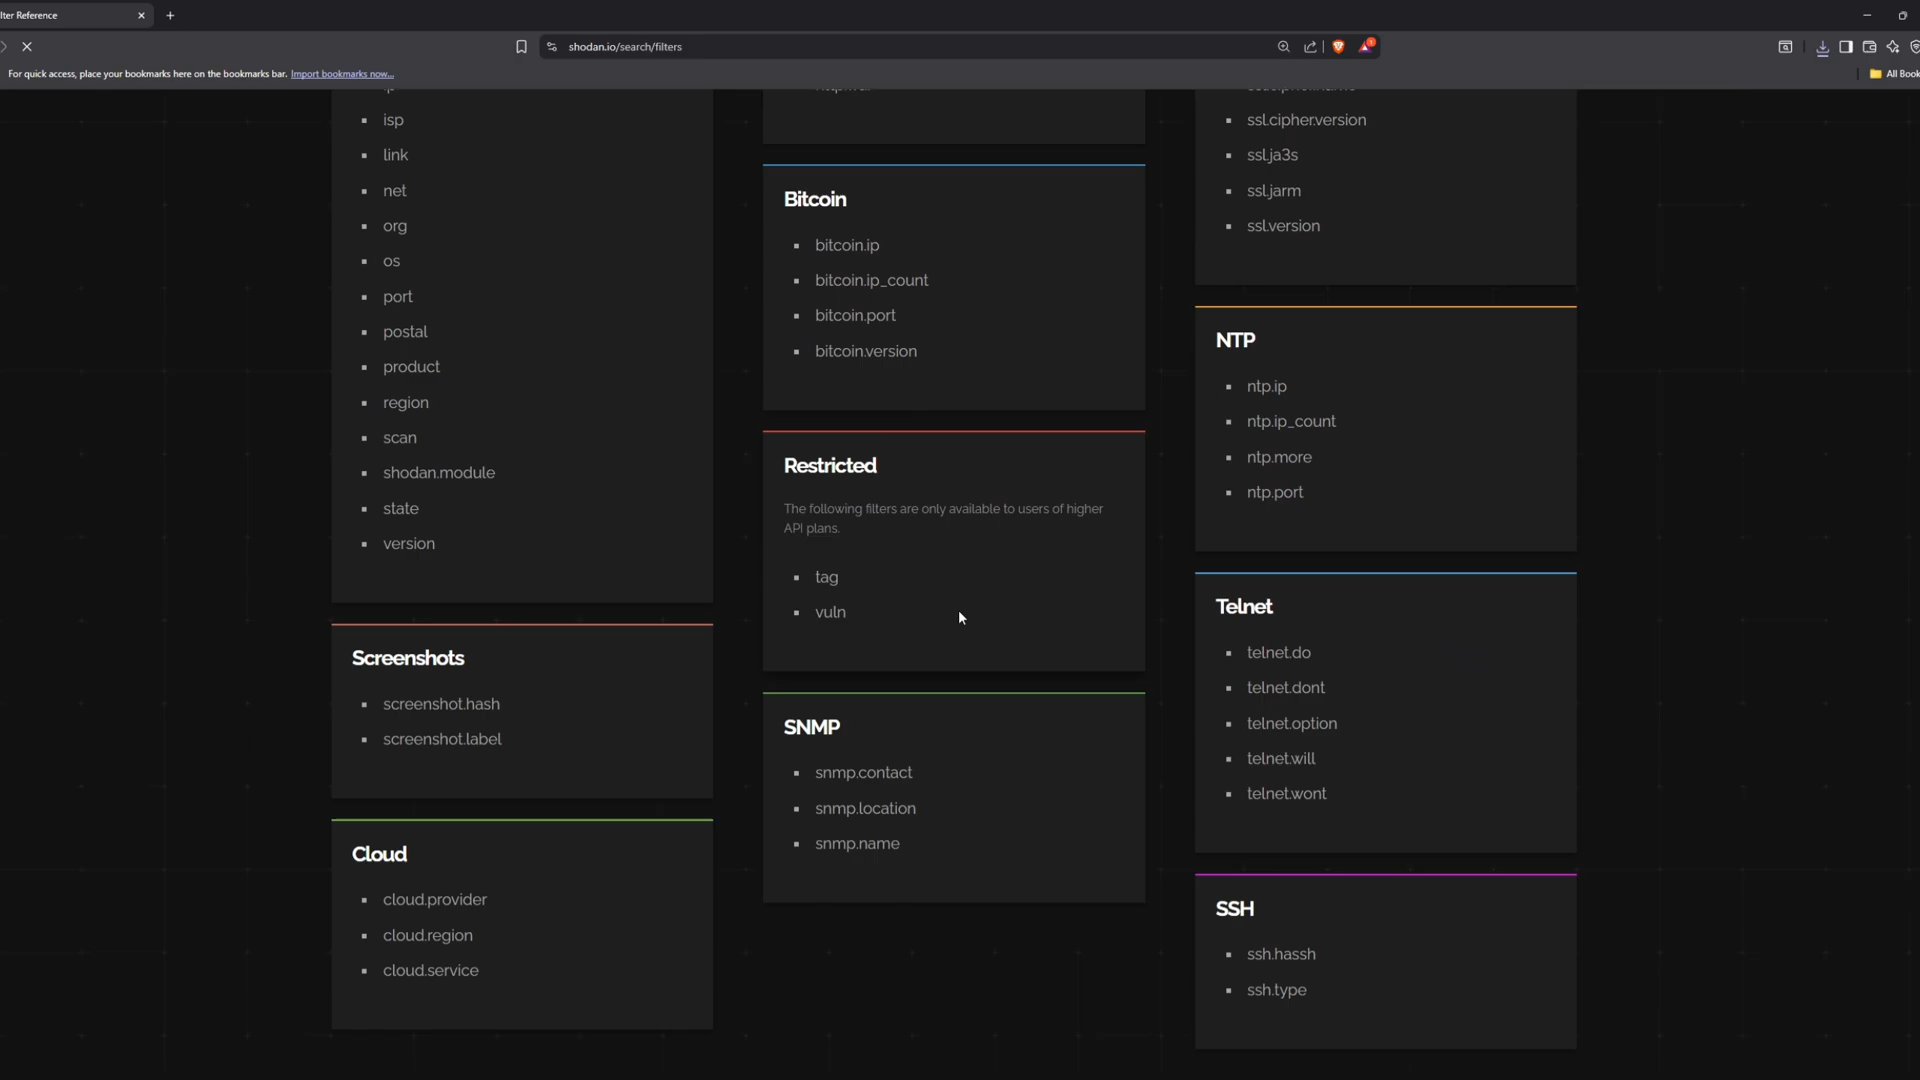 lter Reference
shodan.io/search/filters
1
For quick access, place your bookmarks here on the bookmarks bar. Import bookmarks now...
All Book
isp
link
net
org
os
port
postal
product
region
scan
shodan.module
state
version
Screenshots
screenshot.hash
screenshot.label
Cloud
cloud.provider
cloud.region
cloud.service
Bitcoin
bitcoin.ip
bitcoin.ip_count
bitcoin.port
bitcoin.version
Restricted
The following filters are only available to users of higher
API plans.
tag
vuln
SNMP
snmp.contact
snmp.location
snmp.name
ssl.cipher.version
ssl.ja3s
ssl.jarm
ssl.version
NTP
ntp.ip
ntp.ip_count
ntp.more
ntp.port
Telnet
telnet.do
telnet.dont
telnet.option
telnet.will
telnet.wont
SSH
ssh.hassh
ssh.type